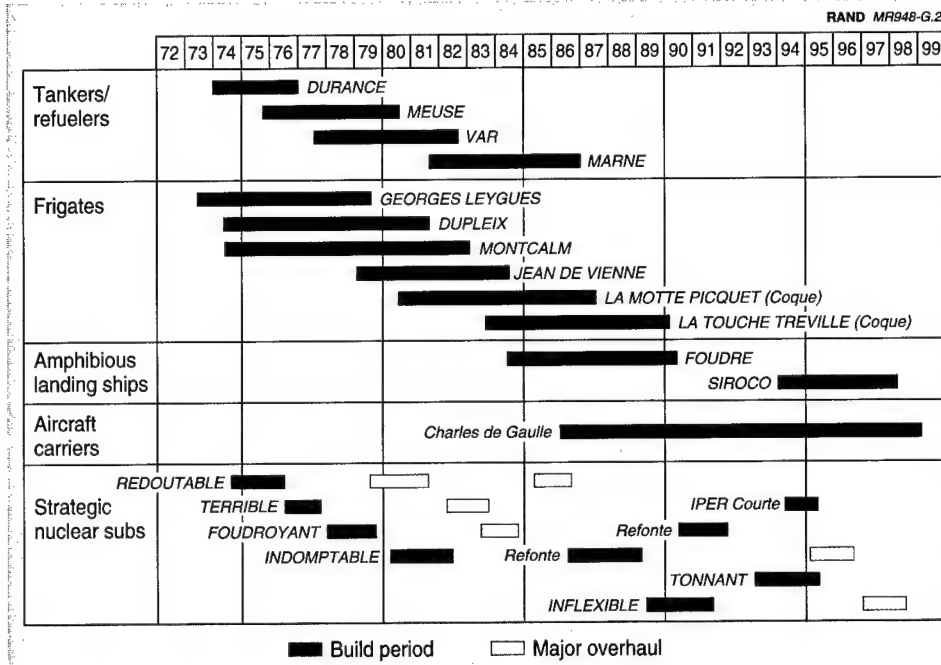 RAND MR948-G.2
72 73 74 75 76 77 78 79 80 81 82 83 84 85 86 87 88 89 90 91 92 93 94 95 96 97 98 99
Tankers/
refuelers
DURANCE
MEUSE
VAR
MARNE
Frigates
GEORGES LEYGUES
DUPLEIX
MONTCALM
JEAN DE VIENNE
LA MOTTE PICQUET (Coque)
LA TOUCHE TREVILLE (Coque)
Amphibious
landing ships
FOUDRE
SIROCO
Aircraft
carriers
Charles de Gaulle
Strategic
nuclear subs
REDOUTABLE
TERRIBLE
IPER Courte
FOUDROYANT
Refonte
INDOMPTABLE
Refonte
TONNANT
INFLEXIBLE
Build period
Major overhaul